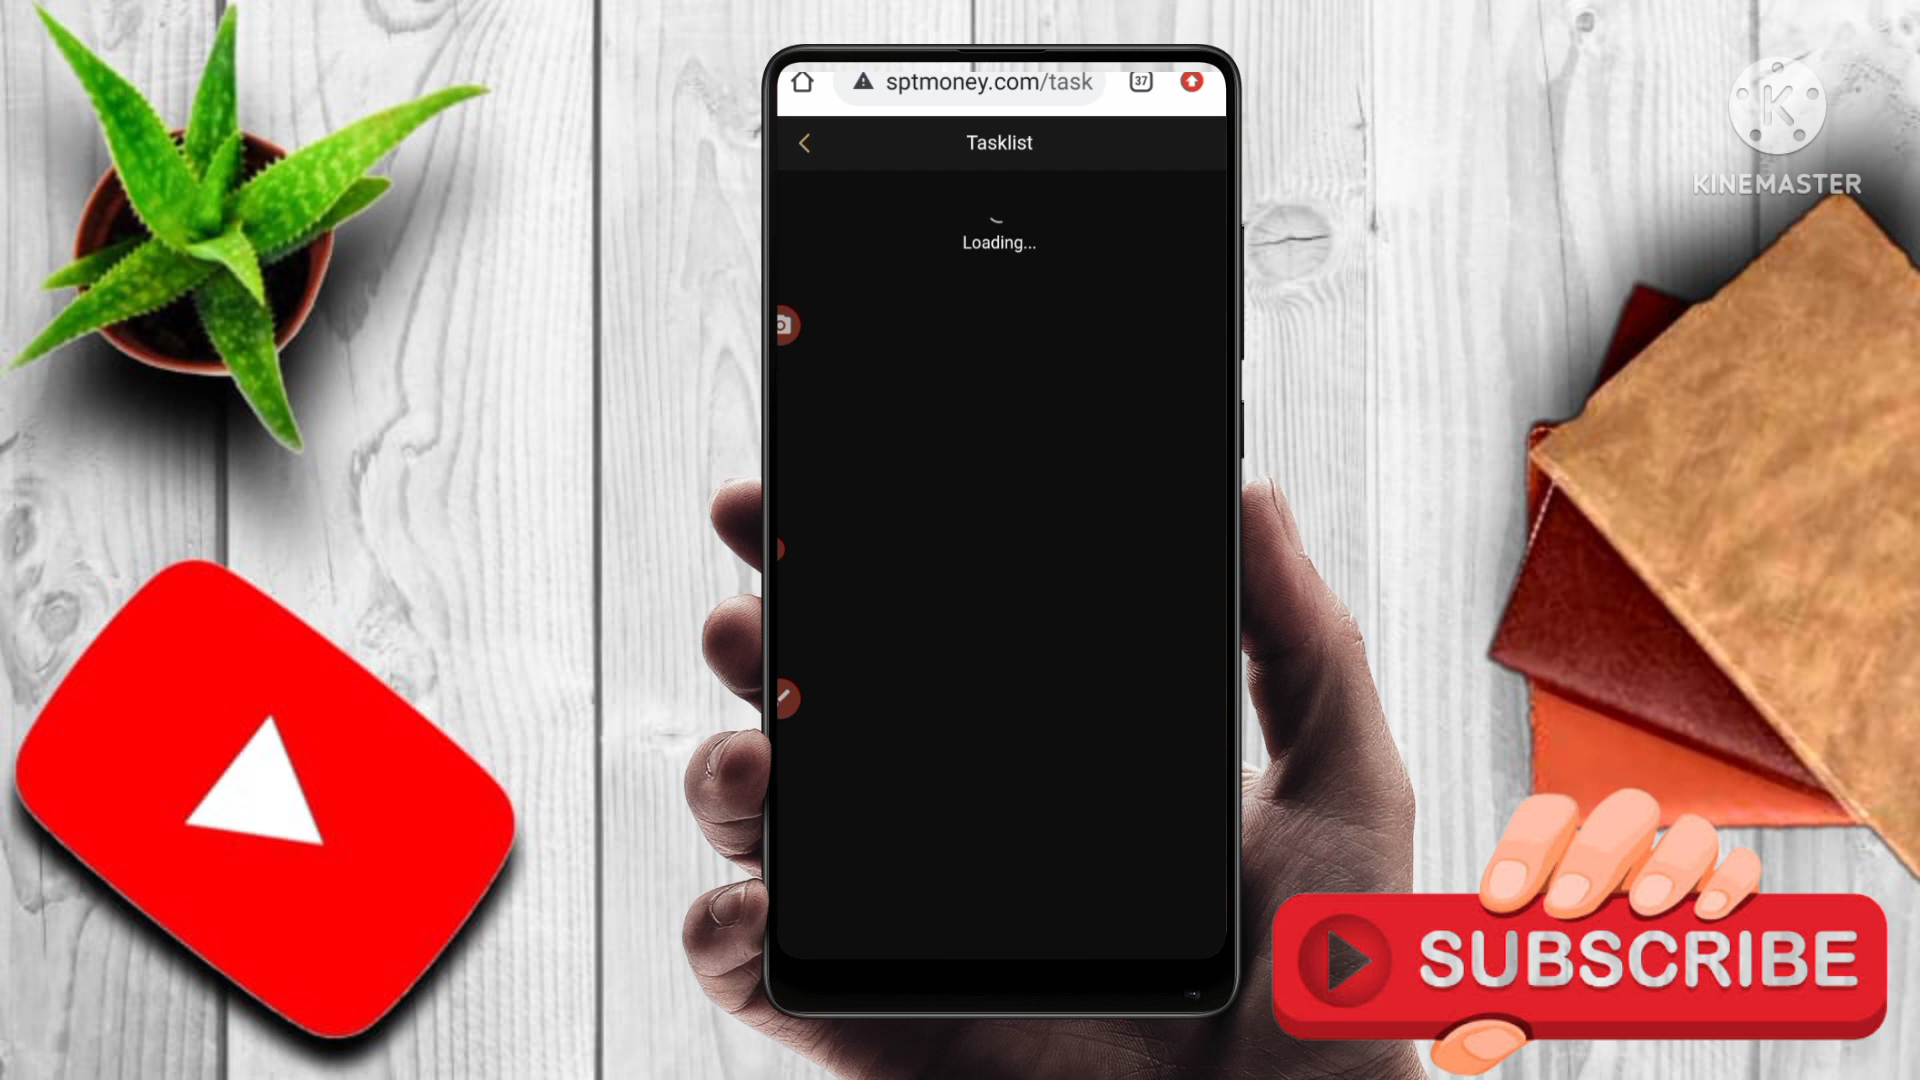 sptmoney.com/task
37
Tasklist
Loading...
KINEMASTER
SUBSCRIBE